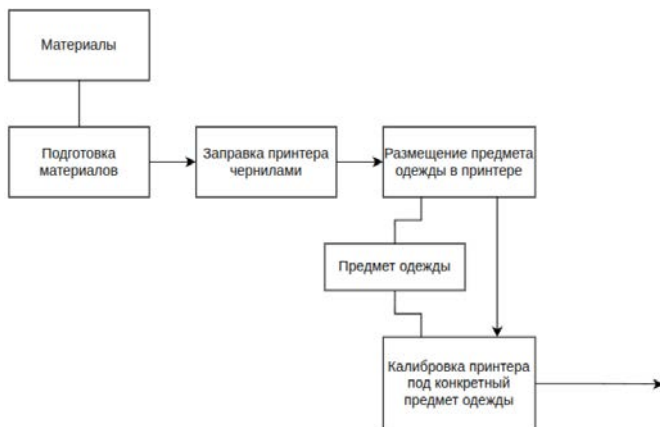 Материалы
Подготовка
материалов
Заправка принтера
чернилами
Размещение предмета
одежды в принтере
Предмет одежды
Калибровка принтера
под конкретный
предмет одежды